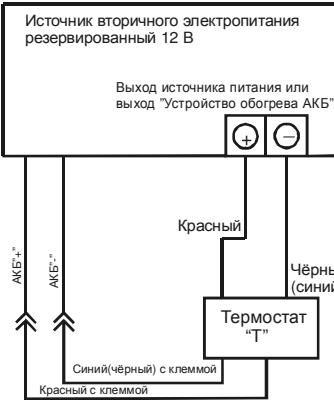 Источник вторичного электропитания
резервированный 12 В
Выход источника питания или
выход "Устройство обогрева АКБ"
+ −
Красный
АКБ"+"
АКБ"-"
(синий
Термостат
"Т"
Синий(чёрный) с клеммой
Красный с клеммой